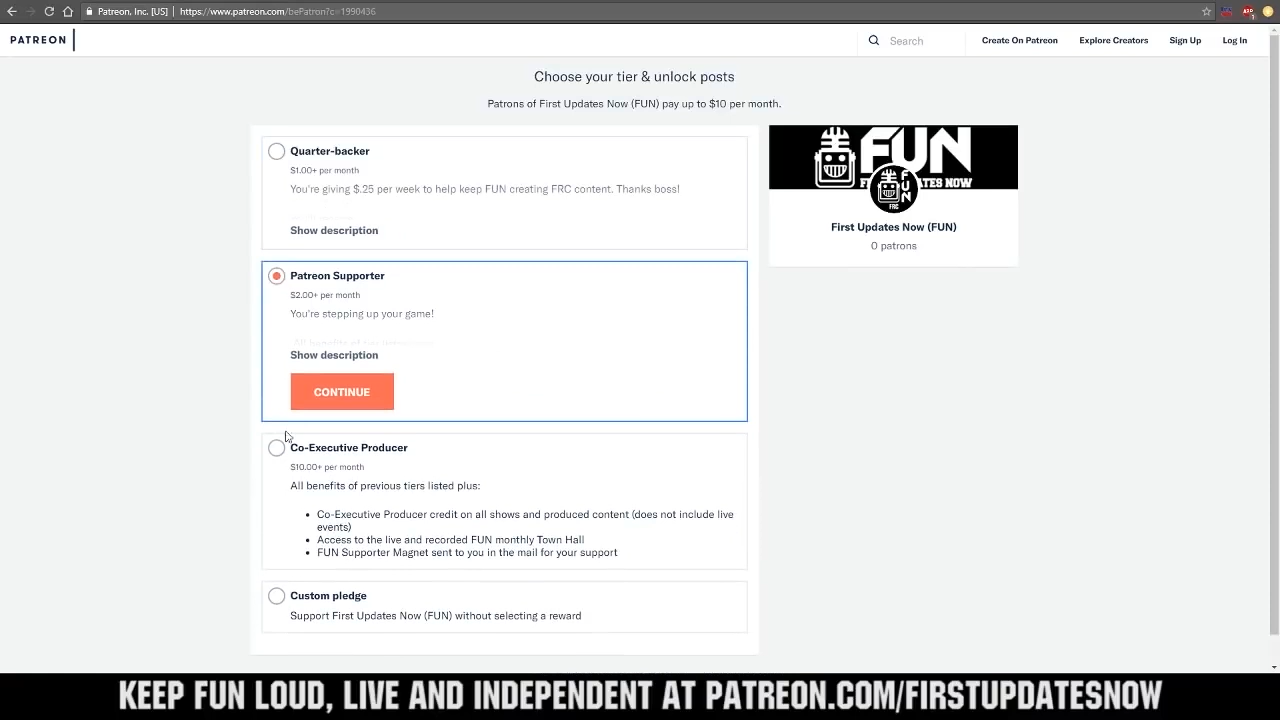 Patreon, Inc. [US] | https://www.patreon.com/bePatron?c=1990436
PATREON
Search
Create On Patreon
Explore Creators
Sign Up
Log In
Choose your tier & unlock posts
Patrons of First Updates Now (FUN) pay up to $10 per month.
Quarter-backer
$1.00+ per month
You're giving $.25 per week to help keep FUN creating FRC content. Thanks boss!
Show description
Patreon Supporter
$2.00+ per month
You're stepping up your game!
Show description
CONTINUE
Co-Executive Producer
$10.00+ per month
All benefits of previous tiers listed plus:
• Co-Executive Producer credit on all shows and produced content (does not include live
events)
• Access to the live and recorded FUN monthly Town Hall
• FUN Supporter Magnet sent to you in the mail for your support
Custom pledge
Support First Updates Now (FUN) without selecting a reward
FUN
FUN
FRC
First Updates Now (FUN)
0 patrons
KEEP FUN LOUD, LIVE AND INDEPENDENT AT PATREON.COM/FIRSTUPDATESNOW